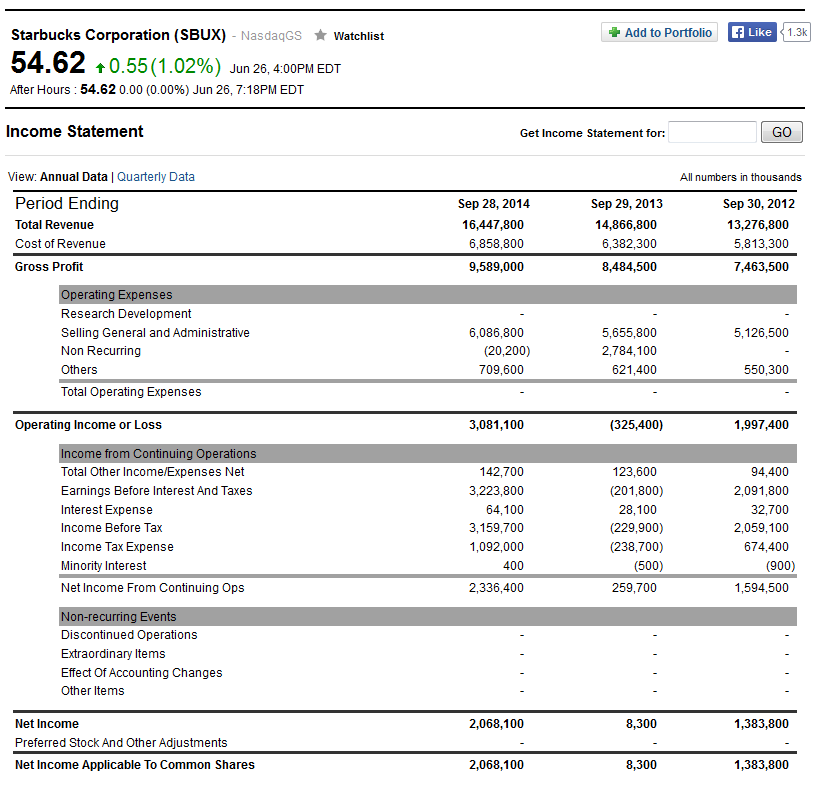 Starbucks Corporation (SBUX) - NasdaqGS Watchlist Add to Portfolio Like 1.3k
54.62 0.55 (1.02%) Jun 26, 4:00PM EDT
After Hours : 54.62 0.00 (0.00%) Jun 26, 7:18PM EDT
Income Statement Get Income Statement for: GO
View: Annual Data | Quarterly Data All numbers in thousands
Period Ending Sep 28, 2014 Sep 29, 2013 Sep 30, 2012
Total Revenue 16,447,800 14,866,800 13,276,800
Cost of Revenue 6,858,800 6,382,300 5,813,300
Gross Profit 9,589,000 8,484,500 7,463,500
Operating Expenses
Research Development - - -
Selling General and Administrative 6,086,800 5,655,800 5,126,500
Non Recurring (20,200) 2,784,100 -
Others 709,600 621,400 550,300
Total Operating Expenses - - -
Operating Income or Loss 3,081,100 (325,400) 1,997,400
Income from Continuing Operations
Total Other Income/Expenses Net 142,700 123,600 94,400
Earnings Before Interest And Taxes 3,223,800 (201,800) 2,091,800
Interest Expense 64,100 28,100 32,700
Income Before Tax 3,159,700 (229,900) 2,059,100
Income Tax Expense 1,092,000 (238,700) 674,400
Minority Interest 400 (500) (900)
Net Income From Continuing Ops 2,336,400 259,700 1,594,500
Non-recurring Events
Discontinued Operations - - -
Extraordinary Items - - -
Effect Of Accounting Changes - - -
Other Items - - -
Net Income 2,068,100 8,300 1,383,800
Preferred Stock And Other Adjustments - - -
Net Income Applicable To Common Shares 2,068,100 8,300 1,383,800